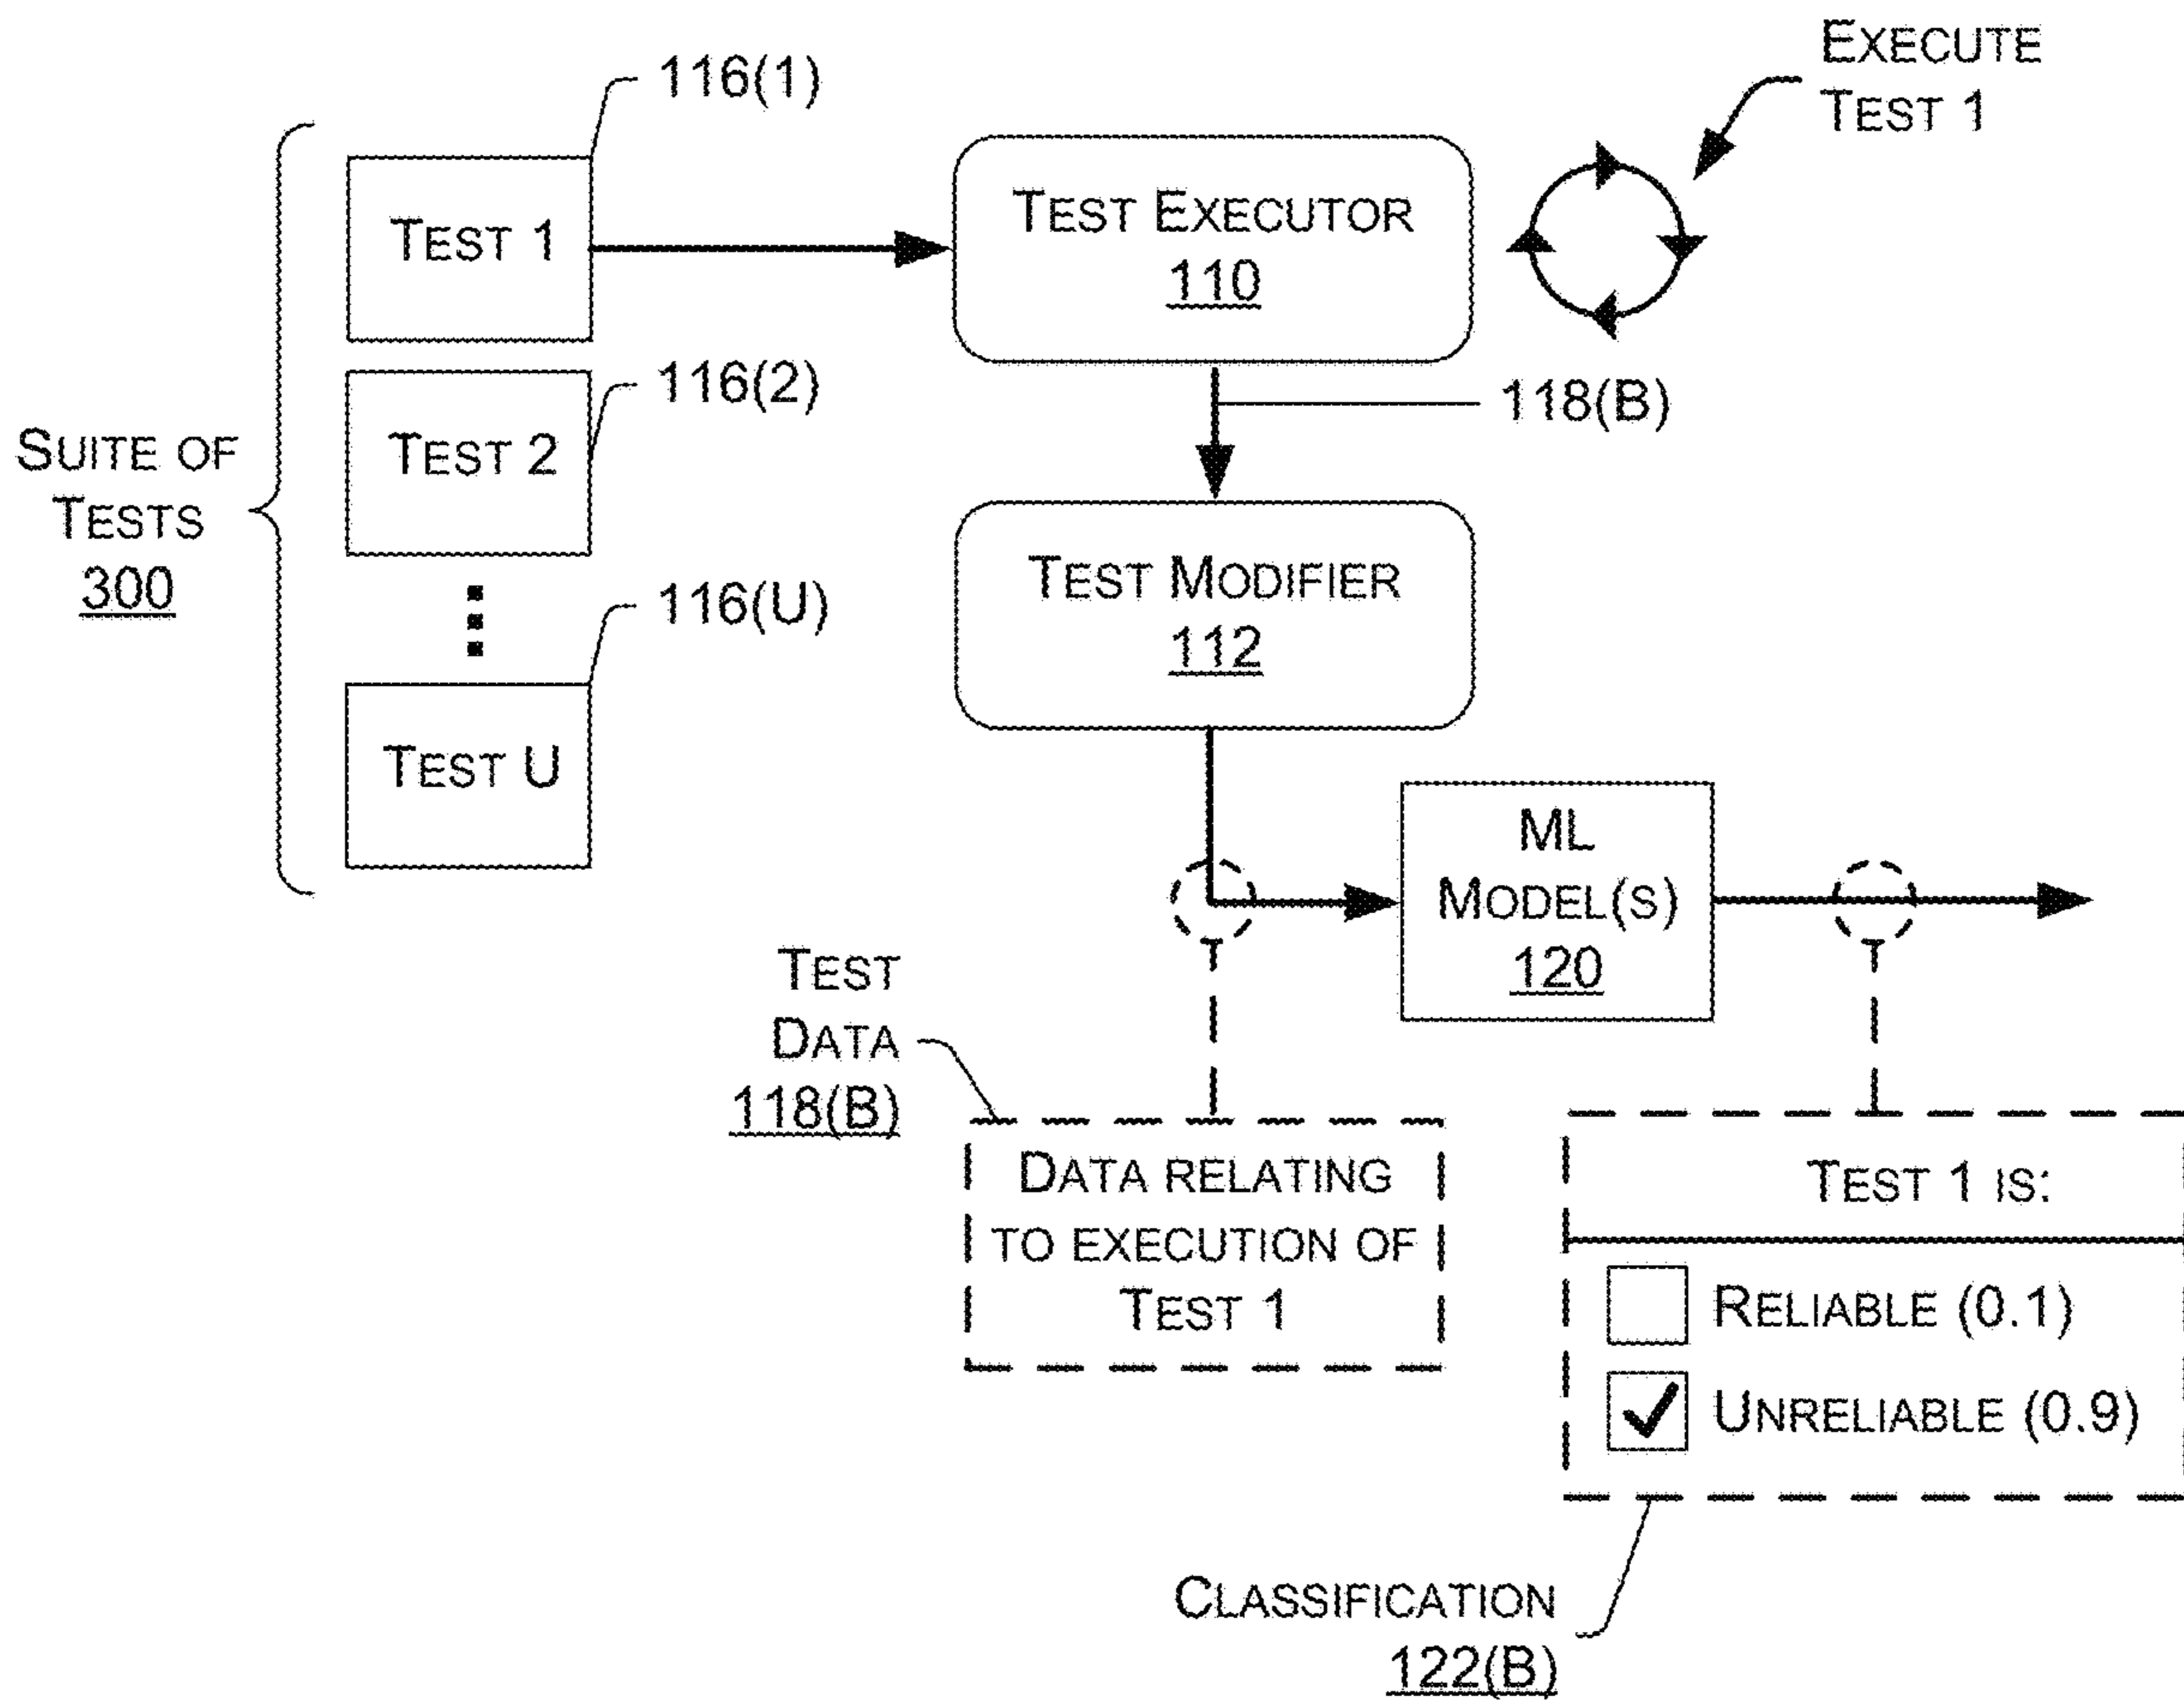 EXECUTE
TEST 1
116(1)
TEST 1
TEST EXECUTOR
110
116(2)
118(B)
SUITE OF
TESTS
300
TEST 2
116(U)
TEST MODIFIER
112
TEST U
ML
MODEL(S)
120
TEST
DATA
118(B)
DATA RELATING
TO EXECUTION OF
TEST 1
TEST 1 IS:
RELIABLE (0.1)
UNRELIABLE (0.9)
CLASSIFICATION
122(B)